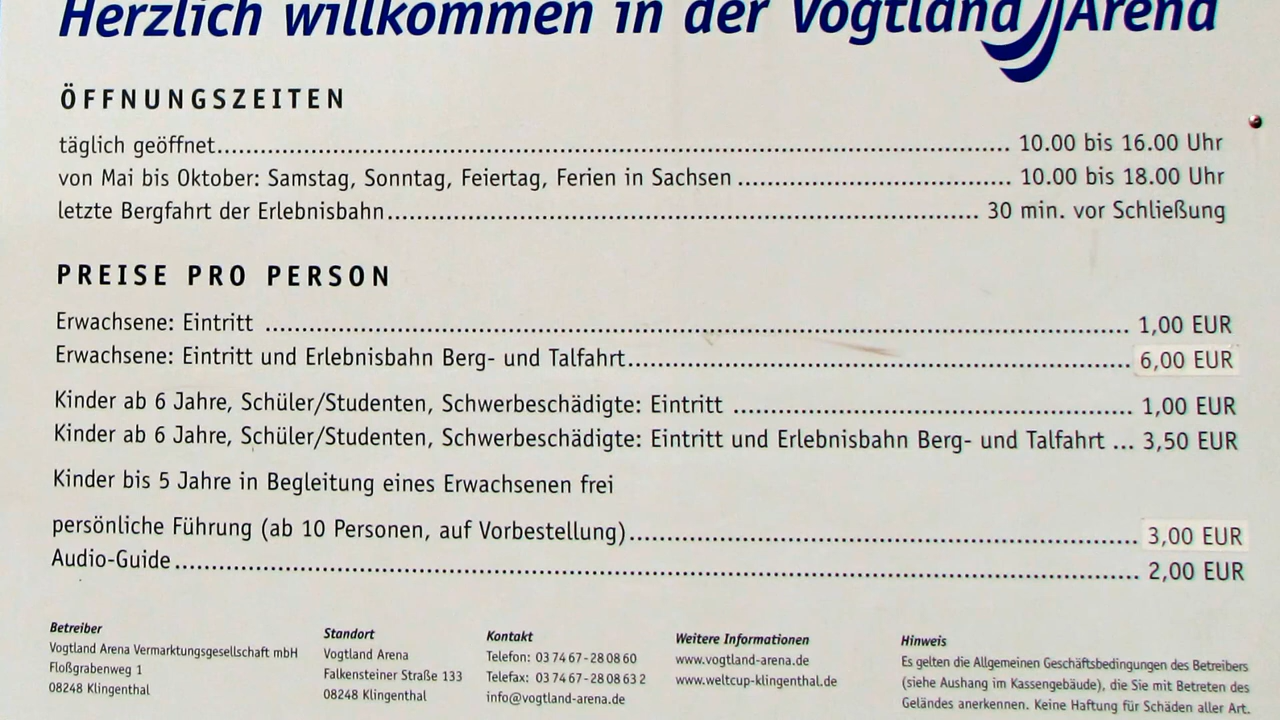 Herzlich willkommen in der Vogtland Arena
ÖFFNUNGSZEITEN
täglich geöffnet........................................ 10.00 bis 16.00 Uhr
von Mai bis Oktober: Samstag, Sonntag, Feiertag, Ferien in Sachsen .................... 10.00 bis 18.00 Uhr
letzte Bergfahrt der Erlebnisbahn........................................ 30 min. vor Schließung
PREISE PRO PERSON
Erwachsene: Eintritt ........................................ 1,00 EUR
Erwachsene: Eintritt und Erlebnisbahn Berg- und Talfahrt........................................ 6,00 EUR
Kinder ab 6 Jahre, Schüler/Studenten, Schwerbeschädigte: Eintritt ........................................ 1,00 EUR
Kinder ab 6 Jahre, Schüler/Studenten, Schwerbeschädigte: Eintritt und Erlebnisbahn Berg- und Talfahrt ... 3,50 EUR
Kinder bis 5 Jahre in Begleitung eines Erwachsenen frei
persönliche Führung (ab 10 Personen, auf Vorbestellung)........................................ 3,00 EUR
Audio-Guide........................................ 2,00 EUR
Betreiber
Vogtland Arena Vermarktungsgesellschaft mbH
Floßgrabenweg 1
08248 Klingenthal
Standort
Vogtland Arena
Falkensteiner Straße 133
08248 Klingenthal
Kontakt
Telefon: 03 74 67 - 28 08 60
Telefax: 03 74 67 - 28 08 63 2
info@vogtland-arena.de
Weitere Informationen
www.vogtland-arena.de
www.weltcup-klingenthal.de
Hinweis
Es gelten die Allgemeinen Geschäftsbedingungen des Betreibers
(siehe Aushang im Kassengebäude), die Sie mit Betreten des
Geländes anerkennen. Keine Haftung für Schäden aller Art.